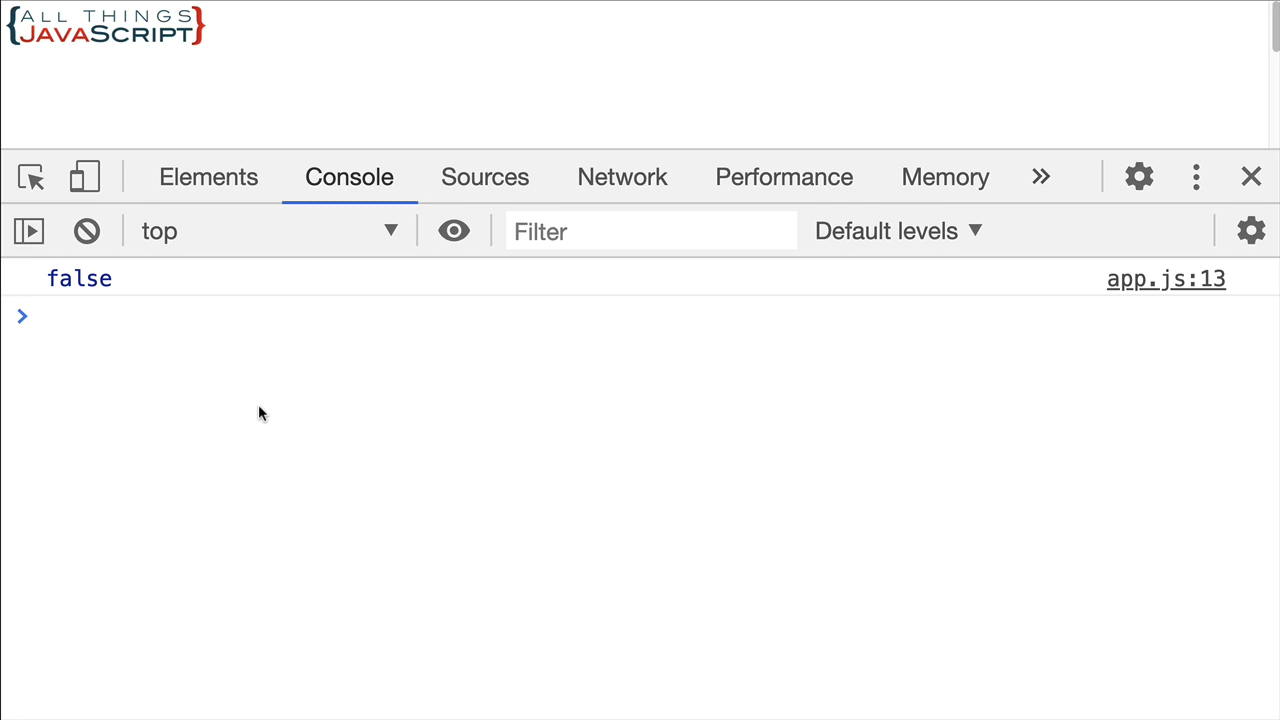 {ALL THINGS
JAVASCRIPT}
Elements Console Sources Network Performance Memory »
top ▼ Filter Default levels ▼
false app.js:13
>